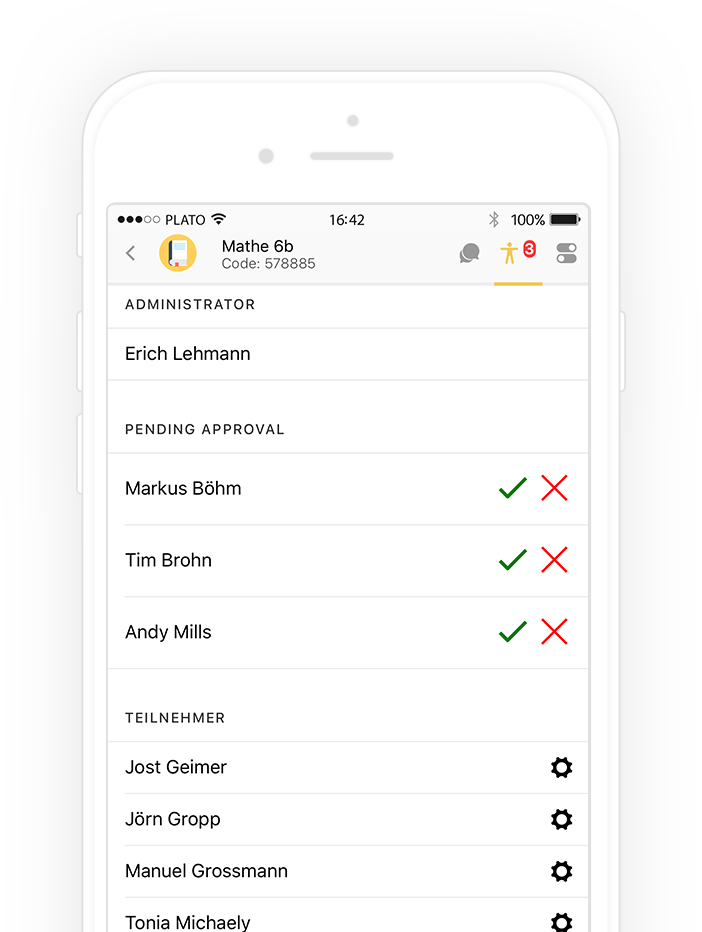 PLATO 16:42 100%
Mathe 6b
3
Code: 578885
ADMINISTRATOR
Erich Lehmann
PENDING APPROVAL
Markus Böhm
Tim Brohn
Andy Mills
TEILNEHMER
Jost Geimer
Jörn Gropp
Manuel Grossmann
Tonia Michaely